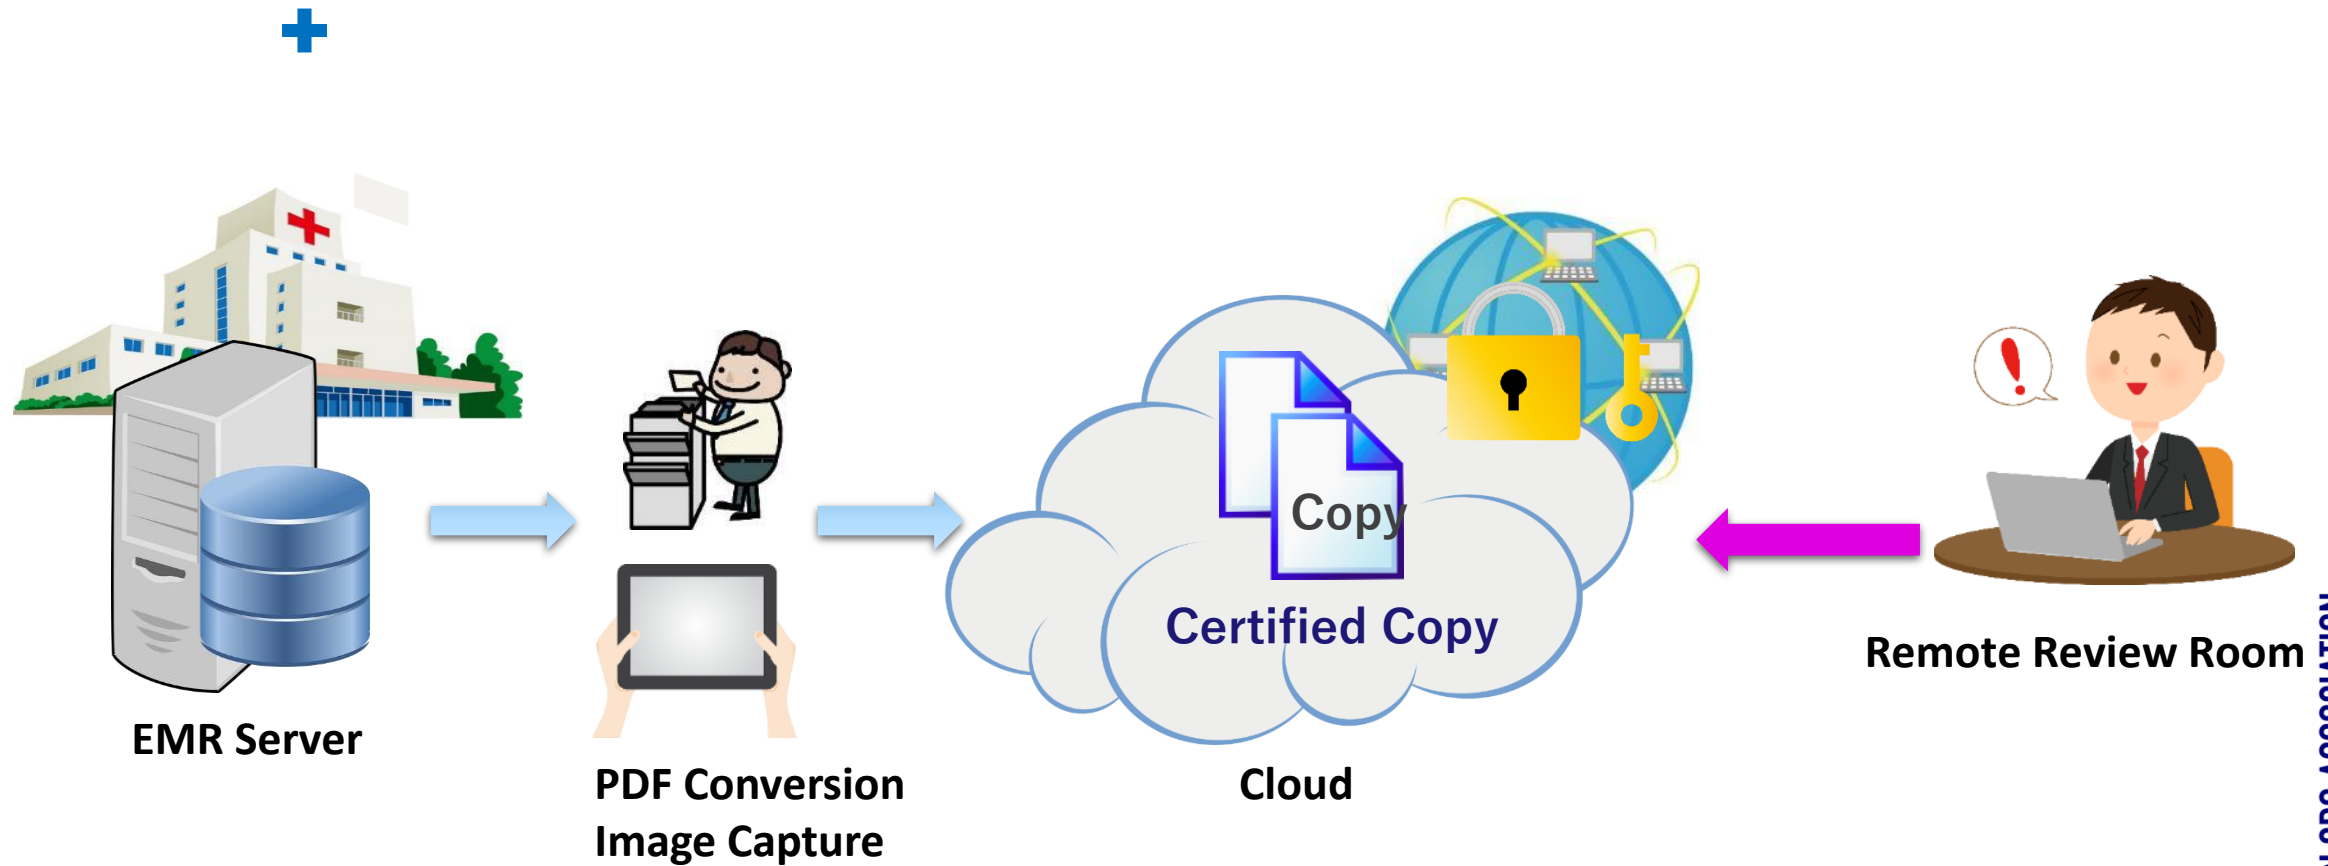 Copy
Certified Copy
Remote Review Room
EMR Server
PDF Conversion
Image Capture
Cloud